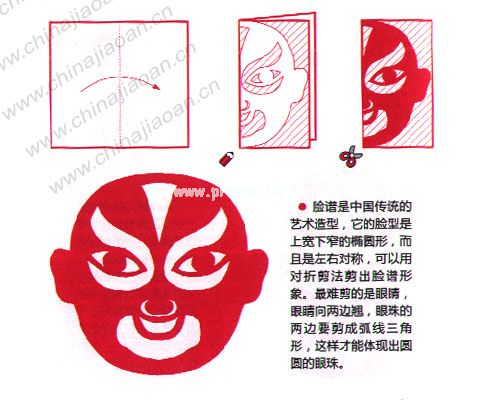 www.chinajiaoan.cn
www.chinajiaoan.cn
www.chinajiaoan.cn
● 脸谱是中国传统的
艺术造型，它的脸型是
上宽下窄的椭圆形，而
且是左右对称，可以用
对折剪法剪出脸谱形
象。最难剪的是眼睛，
眼睛向两边翘，眼珠的
两边要剪成弧线三角
形，这样才能体现出圆
圆的眼珠。